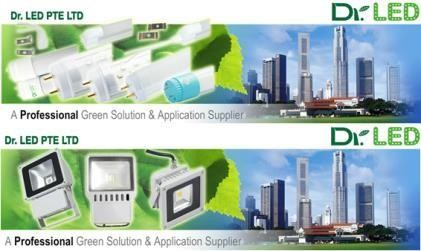 Dr. LED PTE LTD
Dr. LED
A Professional Green Solution & Application Supplier
Dr. LED PTE LTD
Dr. LED
A Professional Green Solution & Application Supplier